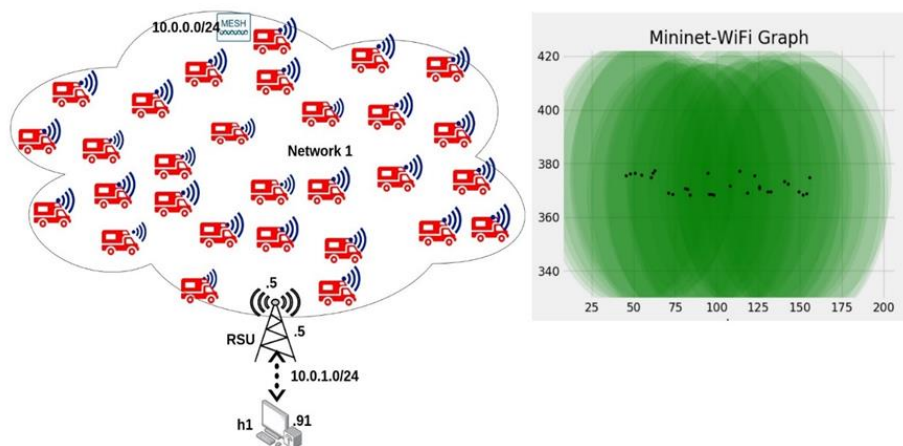 10.0.0.0/24
MESH
Network 1
.5
.5
RSU
10.0.1.0/24
h1
.91
Mininet-WiFi Graph
420
400
380
360
340
25 50 75 100 125 150 175 200